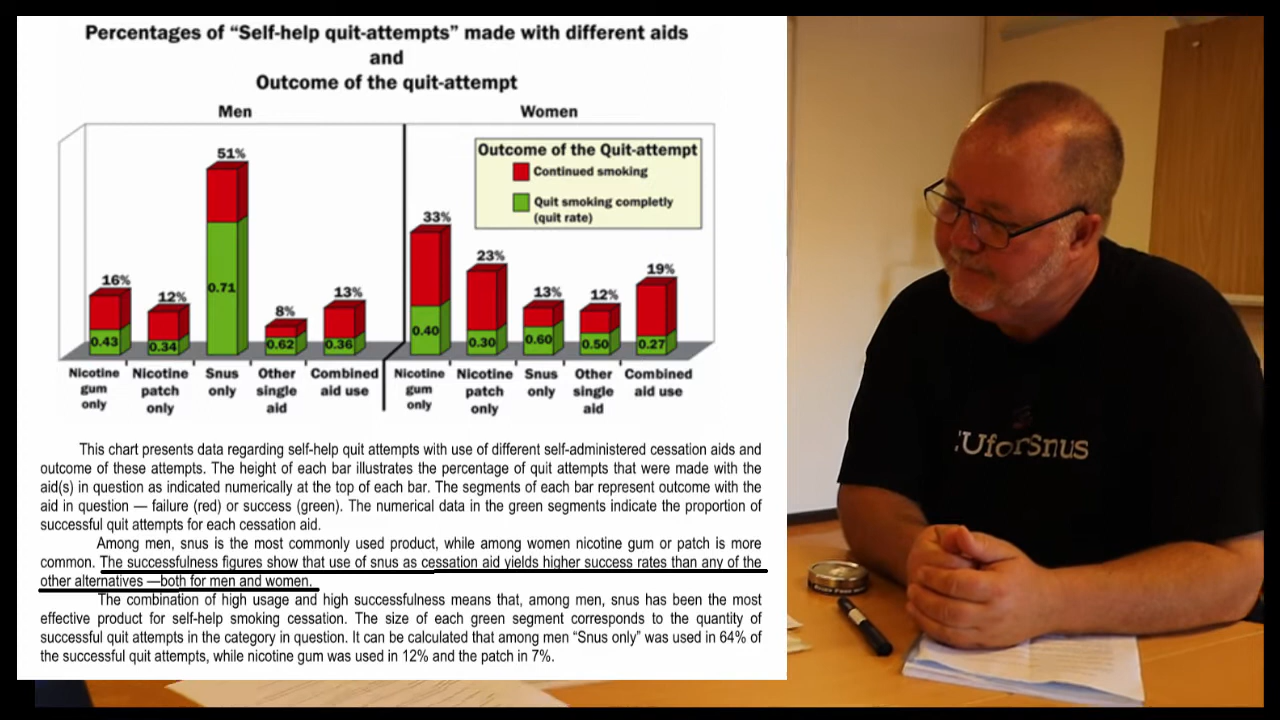 Percentages of “Self-help quit-attempts” made with different aids
and
Outcome of the quit-attempt
Men
Women
Outcome of the Quit-attempt
Continued smoking
Quit smoking completly
(quit rate)
16%
12%
51%
8%
13%
33%
23%
13%
12%
19%
0.43
0.34
0.71
0.62
0.36
0.40
0.30
0.60
0.50
0.27
Nicotine
gum
only
Nicotine
patch
only
Snus
only
Other
single
aid
Combined
aid use
Nicotine
gum
only
Nicotine
patch
only
Snus
only
Other
single
aid
Combined
aid use
This chart presents data regarding self-help quit attempts with use of different self-administered cessation aids and
outcome of these attempts. The height of each bar illustrates the percentage of quit attempts that were made with the
aid(s) in question as indicated numerically at the top of each bar. The segments of each bar represent outcome with the
aid in question — failure (red) or success (green). The numerical data in the green segments indicate the proportion of
successful quit attempts for each cessation aid.
Among men, snus is the most commonly used product, while among women nicotine gum or patch is more
common. The successfulness figures show that use of snus as cessation aid yields higher success rates than any of the
other alternatives —both for men and women.
The combination of high usage and high successfulness means that, among men, snus has been the most
effective product for self-help smoking cessation. The size of each green segment corresponds to the quantity of
successful quit attempts in the category in question. It can be calculated that among men “Snus only” was used in 64% of
the successful quit attempts, while nicotine gum was used in 12% and the patch in 7%.
EUforSnus